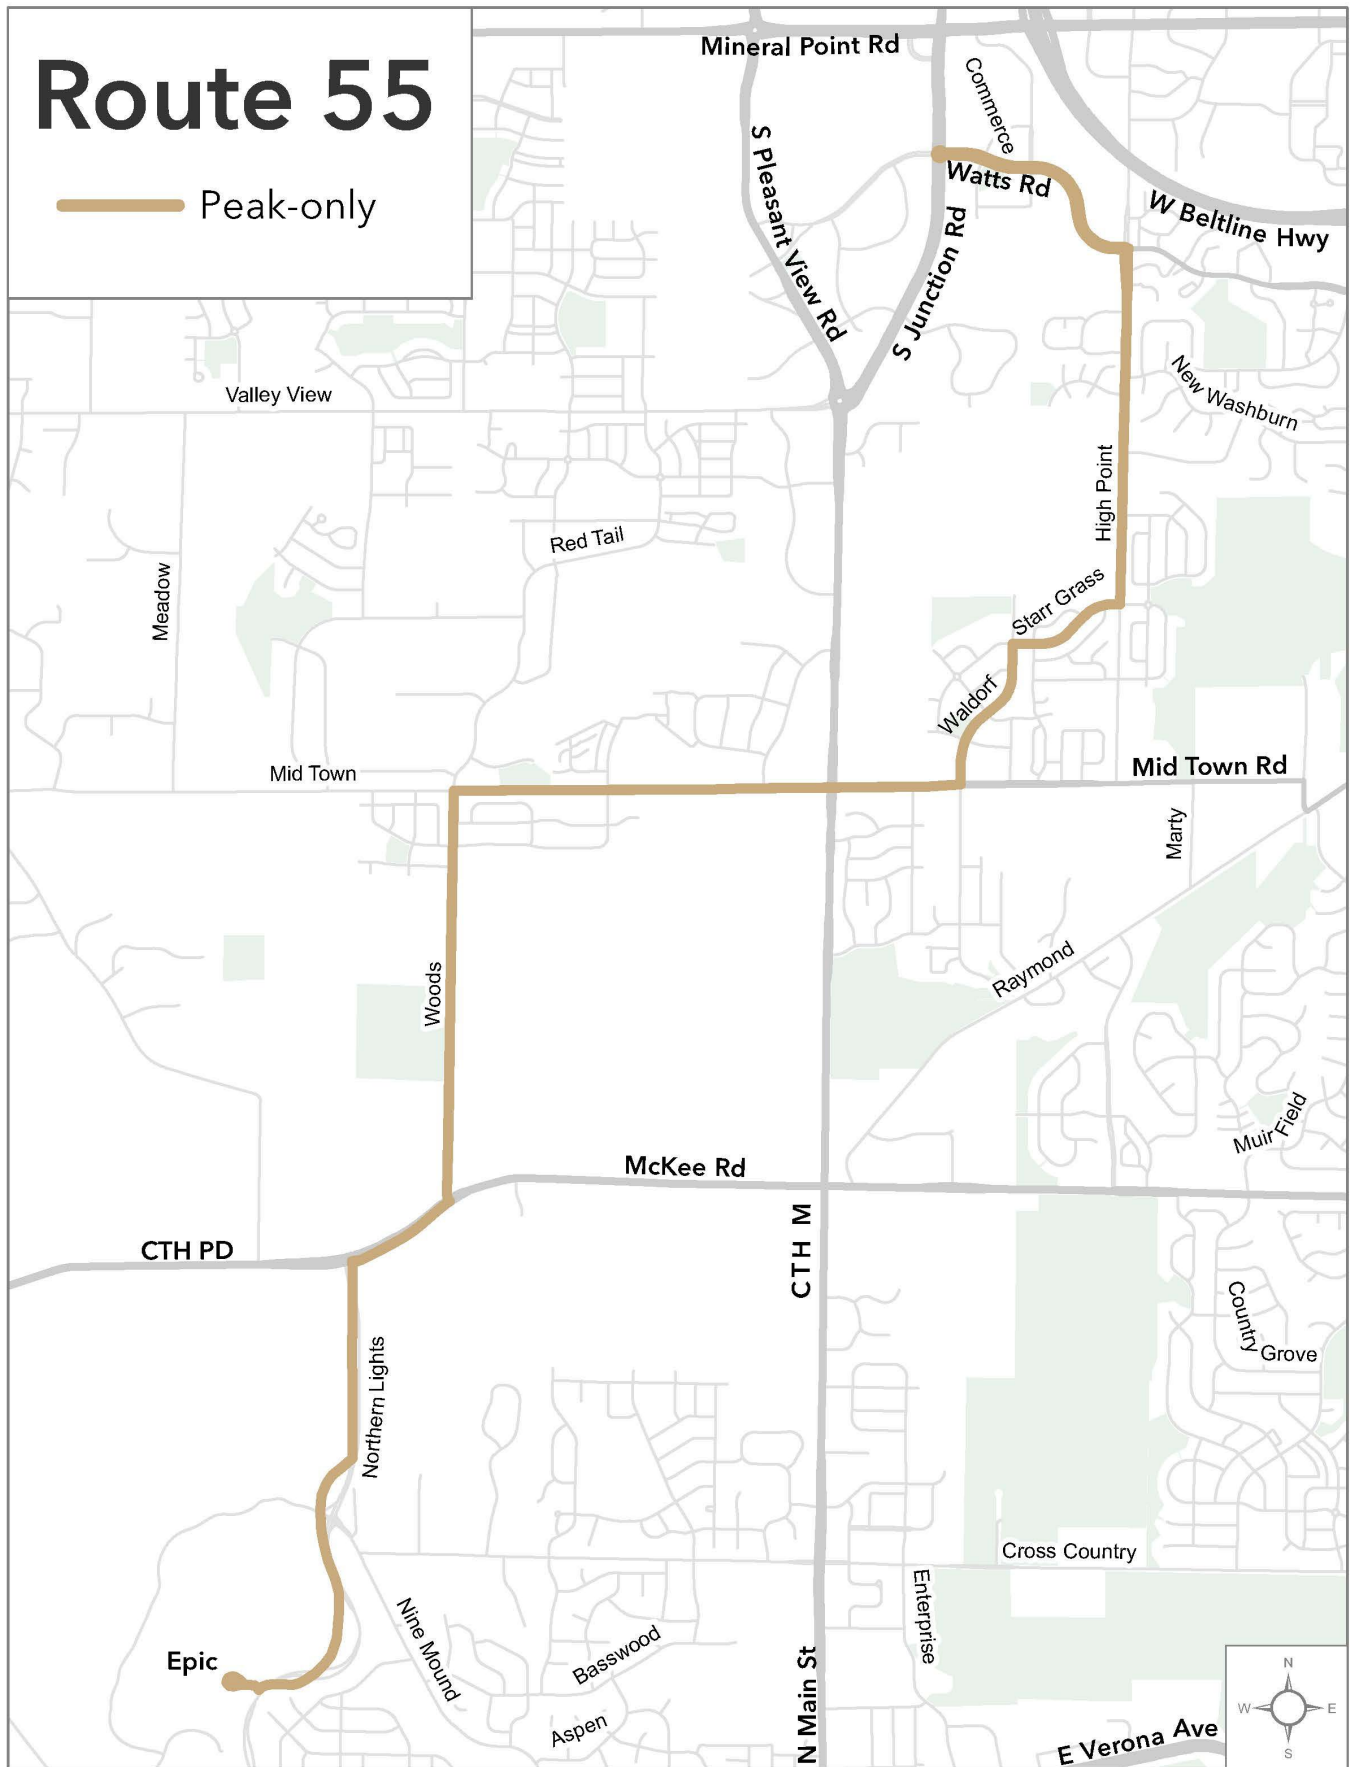 Route 55
Peak-only
Mineral Point Rd
Commerce
S Pleasant View Rd
Watts Rd
W Beltline Hwy
S Junction Rd
Valley View
New Washburn
High Point
Red Tail
Meadow
Starr Grass
Waldorf
Mid Town
Mid Town Rd
Marty
Woods
Raymond
Muir Field
McKee Rd
CTH PD
CTH M
Country Grove
Northern Lights
Cross Country
Enterprise
Nine Mound
Basswood
Epic
Aspen
N Main St
E Verona Ave
N
W
E
S